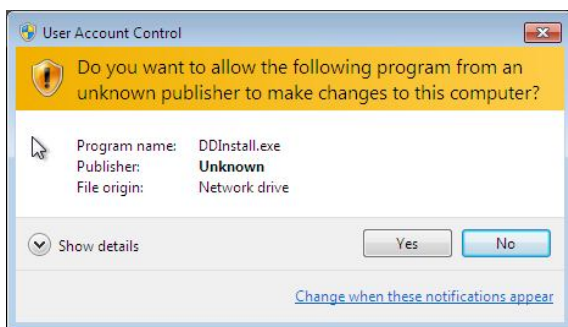 User Account Control
Do you want to allow the following program from an
unknown publisher to make changes to this computer?
Program name: DDInstall.exe
Publisher: Unknown
File origin: Network drive
Show details
Yes
No
Change when these notifications appear